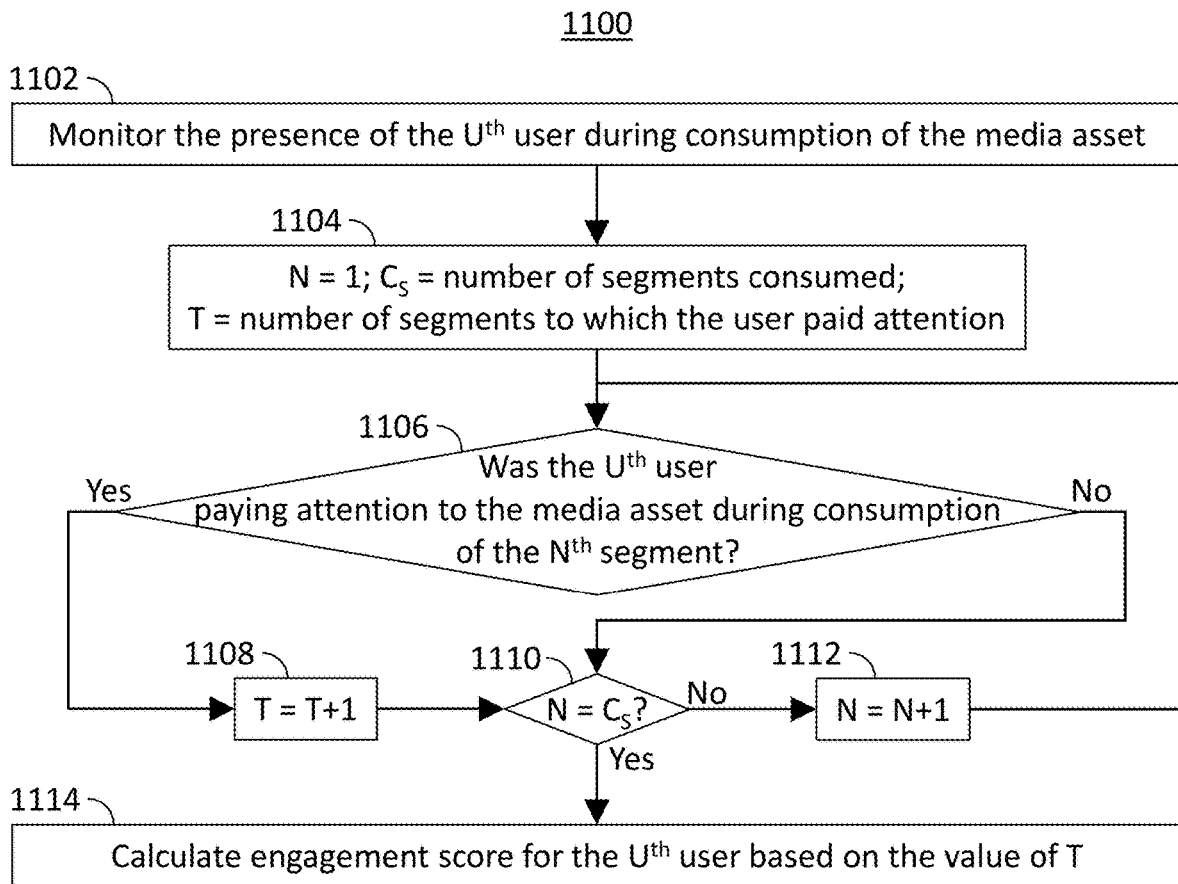 1100
1102
Monitor the presence of the Uth user during consumption of the media asset
1104
N = 1; CS = number of segments consumed;
T = number of segments to which the user paid attention
1106
Was the Uth user
Yes
No
paying attention to the media asset during consumption
of the Nth segment?
1108
1110
1112
T = T+1
N = CS?
No
N = N+1
Yes
1114
Calculate engagement score for the Uth user based on the value of T